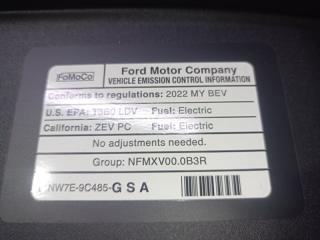 FoMoCo
Ford Motor Company
VEHICLE EMISSION CONTROL INFORMATION
Conforms to regulations: 2022 MY BEV
U.S. EPA: LDV Fuel: Electric
California: ZEV PC Fuel: Electric
No adjustments needed.
Group: NFMXV00.0B3R
NW7E-9C485-GSA